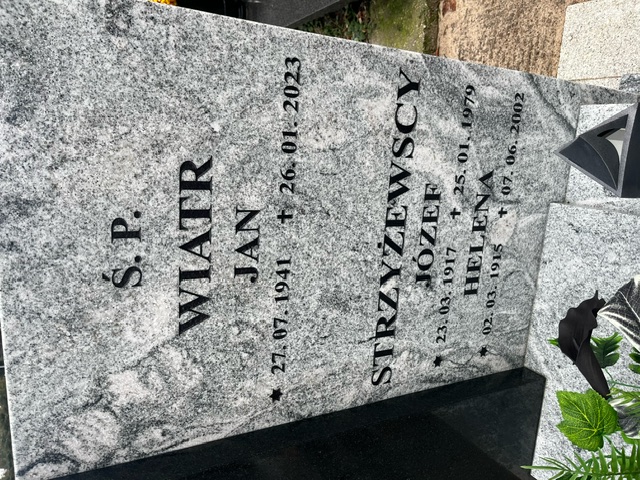 Ś. P.
WIATR
JAN
* 27. 07. 1941 ✝ 26. 01. 2023
STRZYŻEWSCY
JÓZEF
* 23. 03. 1917 ✝ 25. 01. 1979
HELENA
* 02. 03. 1915 ✝ 07. 06. 2002